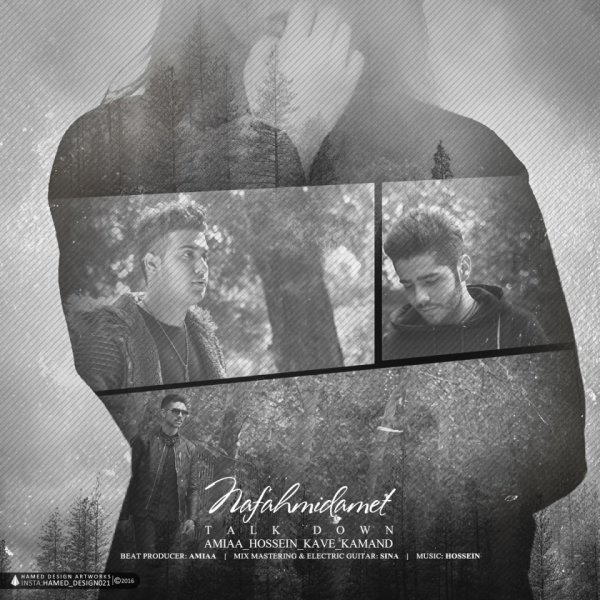 Nafahmidamet
TALK DOWN
AMIAA_HOSSEIN_KAVE_KAMAND
BEAT PRODUCER: AMIAA | MIX MASTERING & ELECTRIC GUITAR: SINA | MUSIC: HOSSEIN
HAMED DESIGN ARTWORKS
INSTA:HAMED_DESIGN021 | ©2016